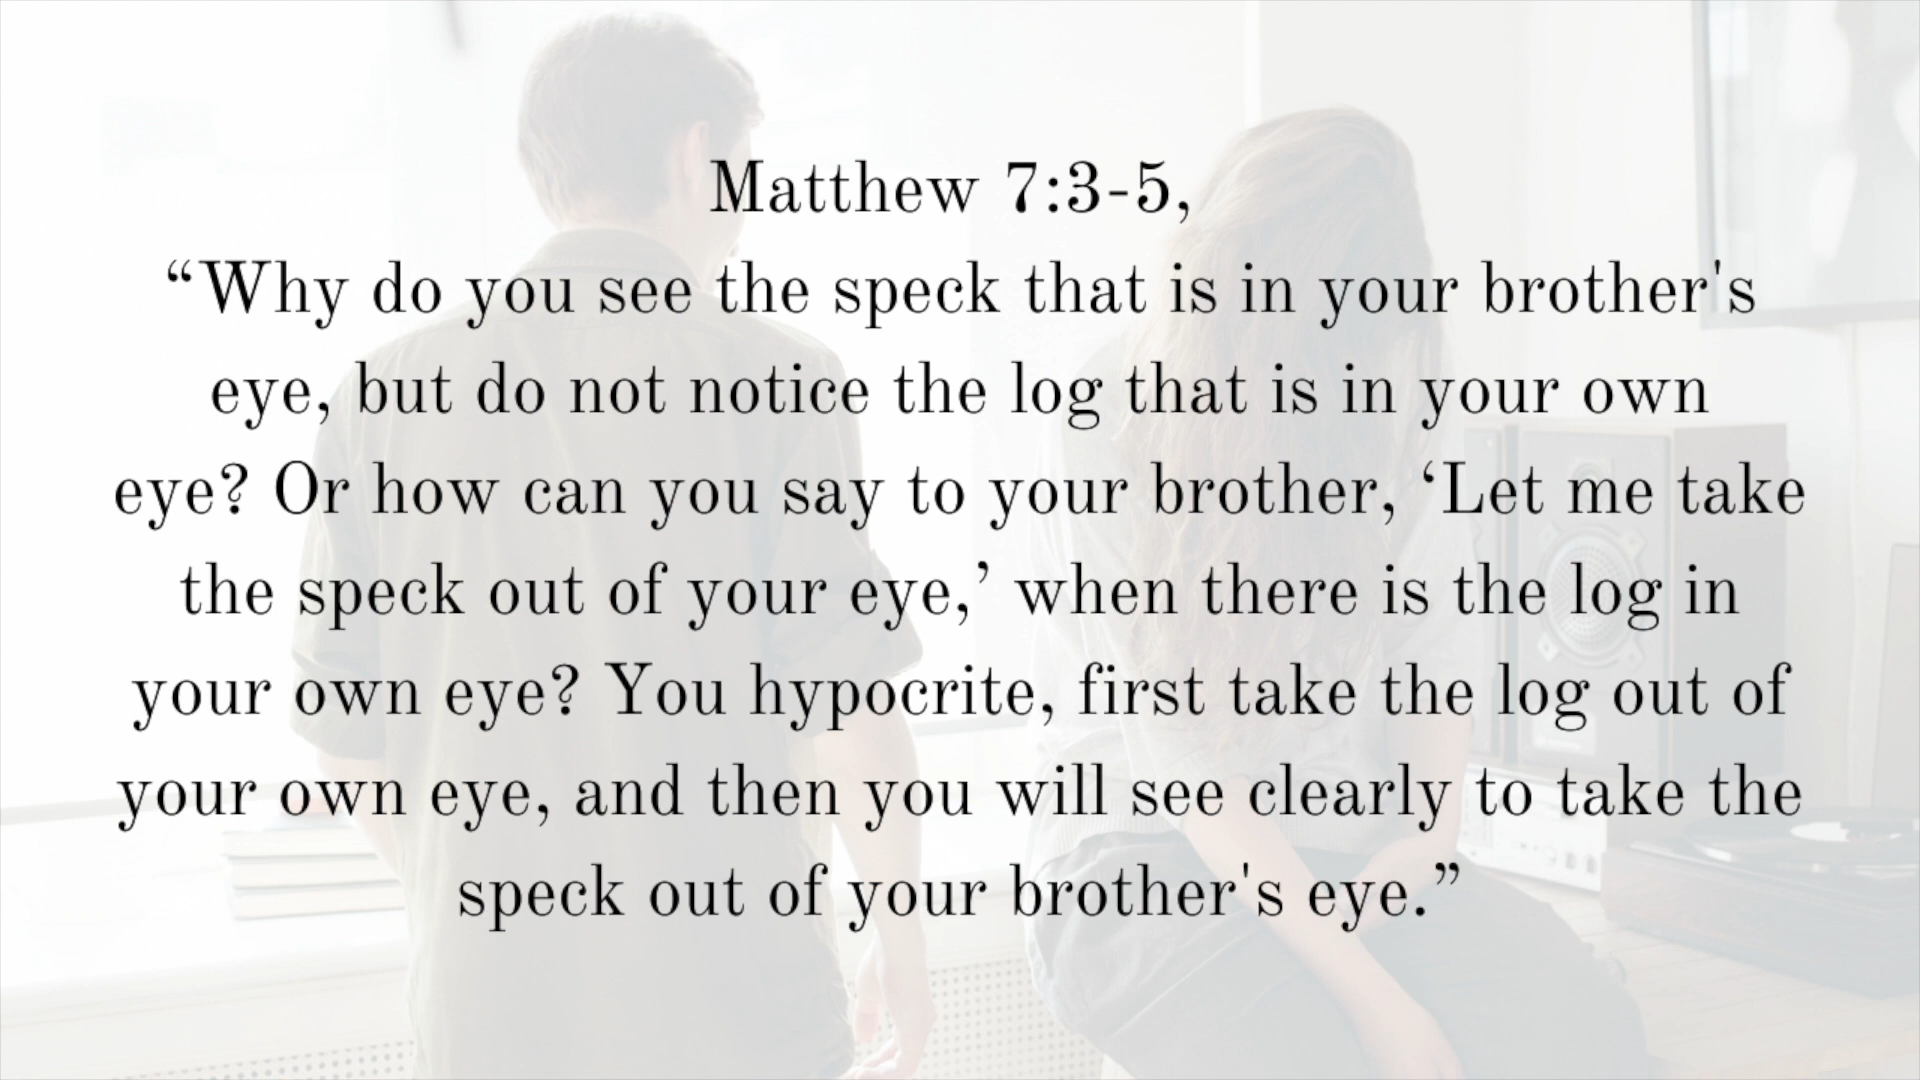 Matthew 7:3-5,
“Why do you see the speck that is in your brother's
eye, but do not notice the log that is in your own
eye? Or how can you say to your brother, ‘Let me take
the speck out of your eye,’ when there is the log in
your own eye? You hypocrite, first take the log out of
your own eye, and then you will see clearly to take the
speck out of your brother's eye.”